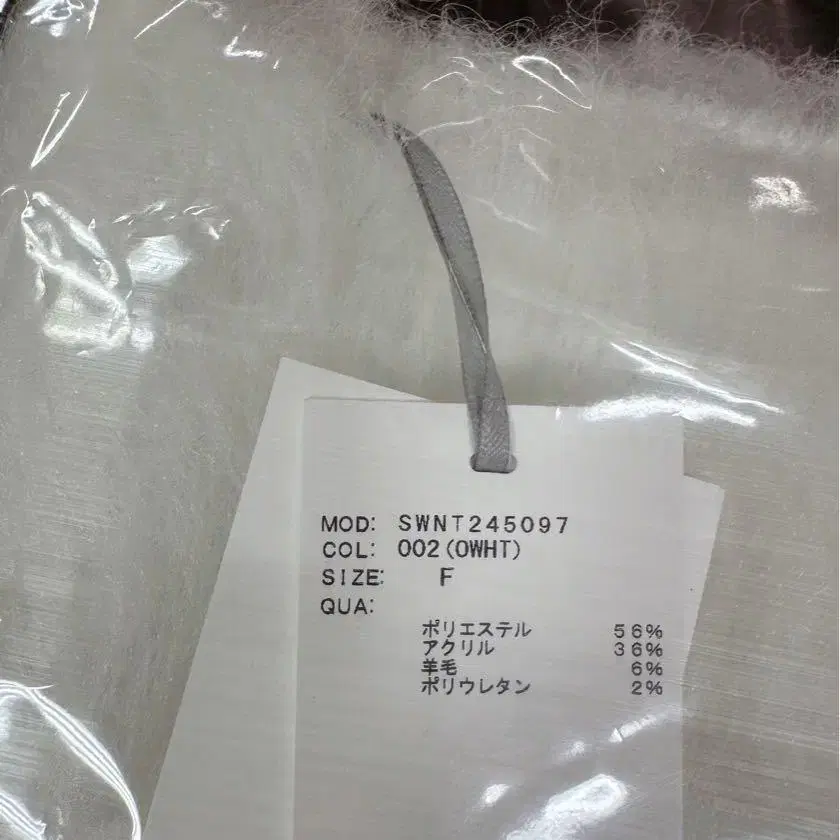 MOD: SWNT245097
COL: 002(OWHT)
SIZE: F
QUA:
ポリエステル 56%
アクリル 36%
羊毛 6%
ポリウレタン 2%